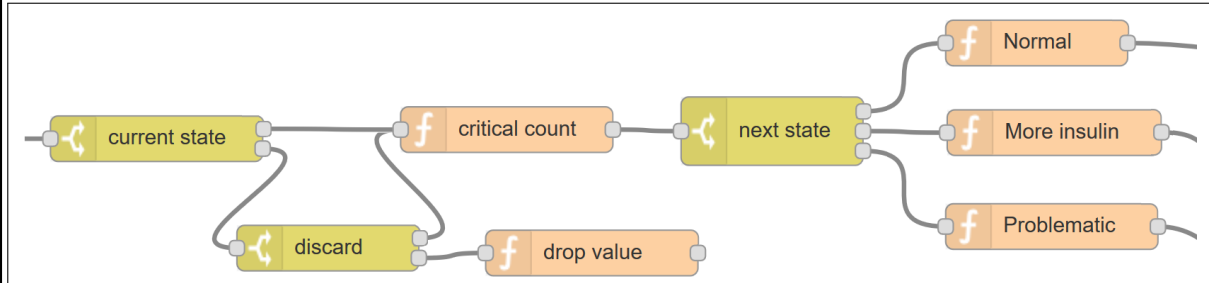 Normal
current state
critical count
next state
More insulin
discard
drop value
Problematic